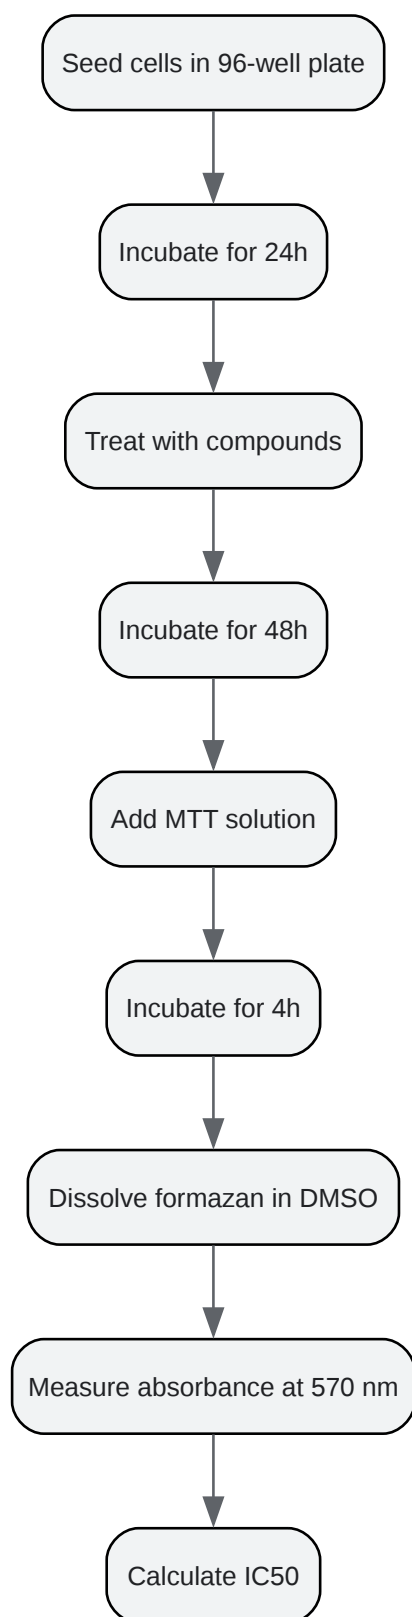 Seed cells in 96-well plate
Incubate for 24h
Treat with compounds
Incubate for 48h
Add MTT solution
Incubate for 4h
Dissolve formazan in DMSO
Measure absorbance at 570 nm
Calculate IC50